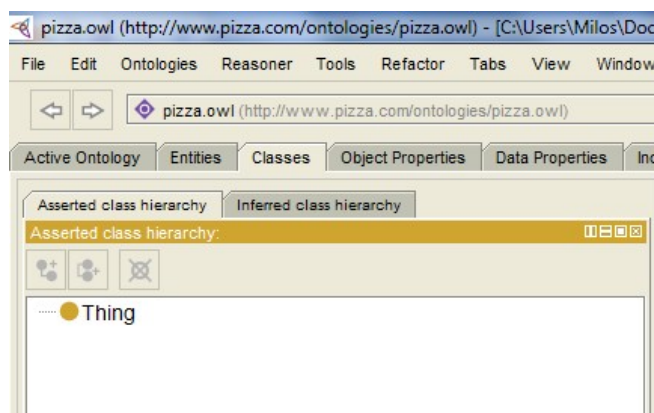 pizza.owl (http://www.pizza.com/ontologies/pizza.owl) - [C:\Users\Milos\Doc
File Edit Ontologies Reasoner Tools Refactor Tabs View Window
pizza.owl (http://www.pizza.com/ontologies/pizza.owl)
Active Ontology Entities Classes Object Properties Data Properties
Asserted class hierarchy Inferred class hierarchy
Asserted class hierarchy:
Thing